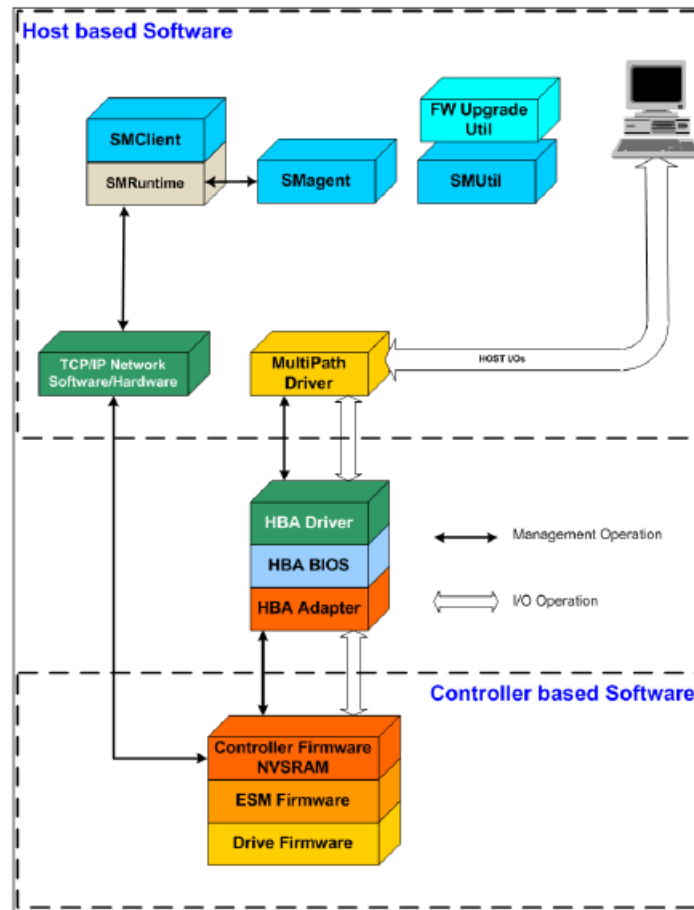 Host based Software
FW Upgrade
Util
SMClient
SMRuntime
SMagent
SMUtil
TCP/IP Network
Software/Hardware
MultiPath
Driver
HOST I/Os
HBA Driver
HBA BIOS
HBA Adapter
Management Operation
I/O Operation
Controller based Software
Controller Firmware
NVSRAM
ESM Firmware
Drive Firmware